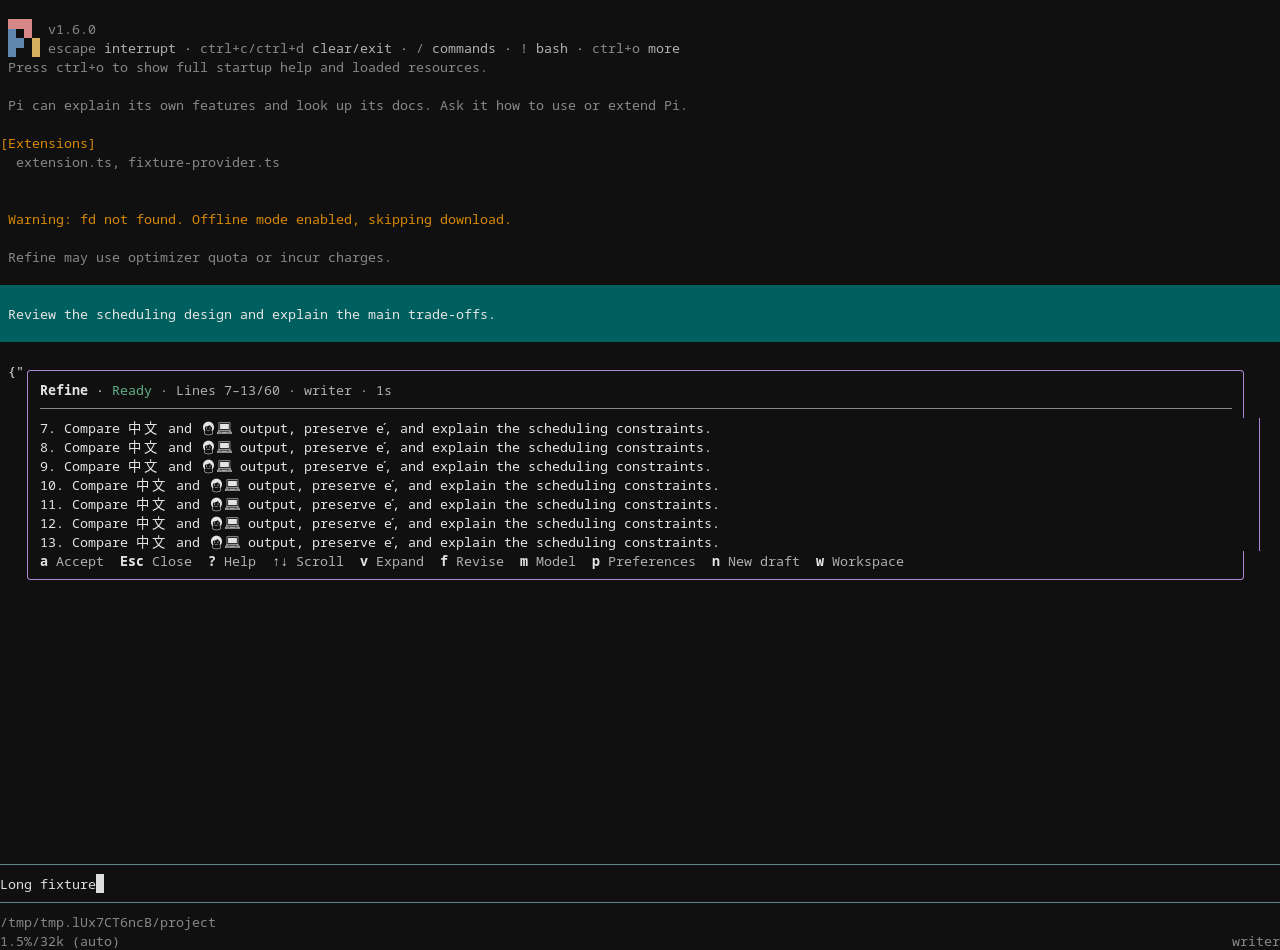 v1.6.0
escape interrupt · ctrl+c/ctrl+d clear/exit · / commands · ! bash · ctrl+o more
Press ctrl+o to show full startup help and loaded resources.
Pi can explain its own features and look up its docs. Ask it how to use or extend Pi.
[Extensions]
extension.ts, fixture-provider.ts
Warning: fd not found. Offline mode enabled, skipping download.
Refine may use optimizer quota or incur charges.
Review the scheduling design and explain the main trade-offs.
{"
Refine · Ready · Lines 7–13/60 · writer · 1s
7. Compare 中文 and 👩💻 output, preserve é, and explain the scheduling constraints.
8. Compare 中文 and 👩💻 output, preserve é, and explain the scheduling constraints.
9. Compare 中文 and 👩💻 output, preserve é, and explain the scheduling constraints.
10. Compare 中文 and 👩💻 output, preserve é, and explain the scheduling constraints.
11. Compare 中文 and 👩💻 output, preserve é, and explain the scheduling constraints.
12. Compare 中文 and 👩💻 output, preserve é, and explain the scheduling constraints.
13. Compare 中文 and 👩💻 output, preserve é, and explain the scheduling constraints.
a Accept Esc Close ? Help ↑↓ Scroll v Expand f Revise m Model p Preferences n New draft w Workspace
Long fixture
/tmp/tmp.lUx7CT6ncB/project
1.5%/32k (auto) writer